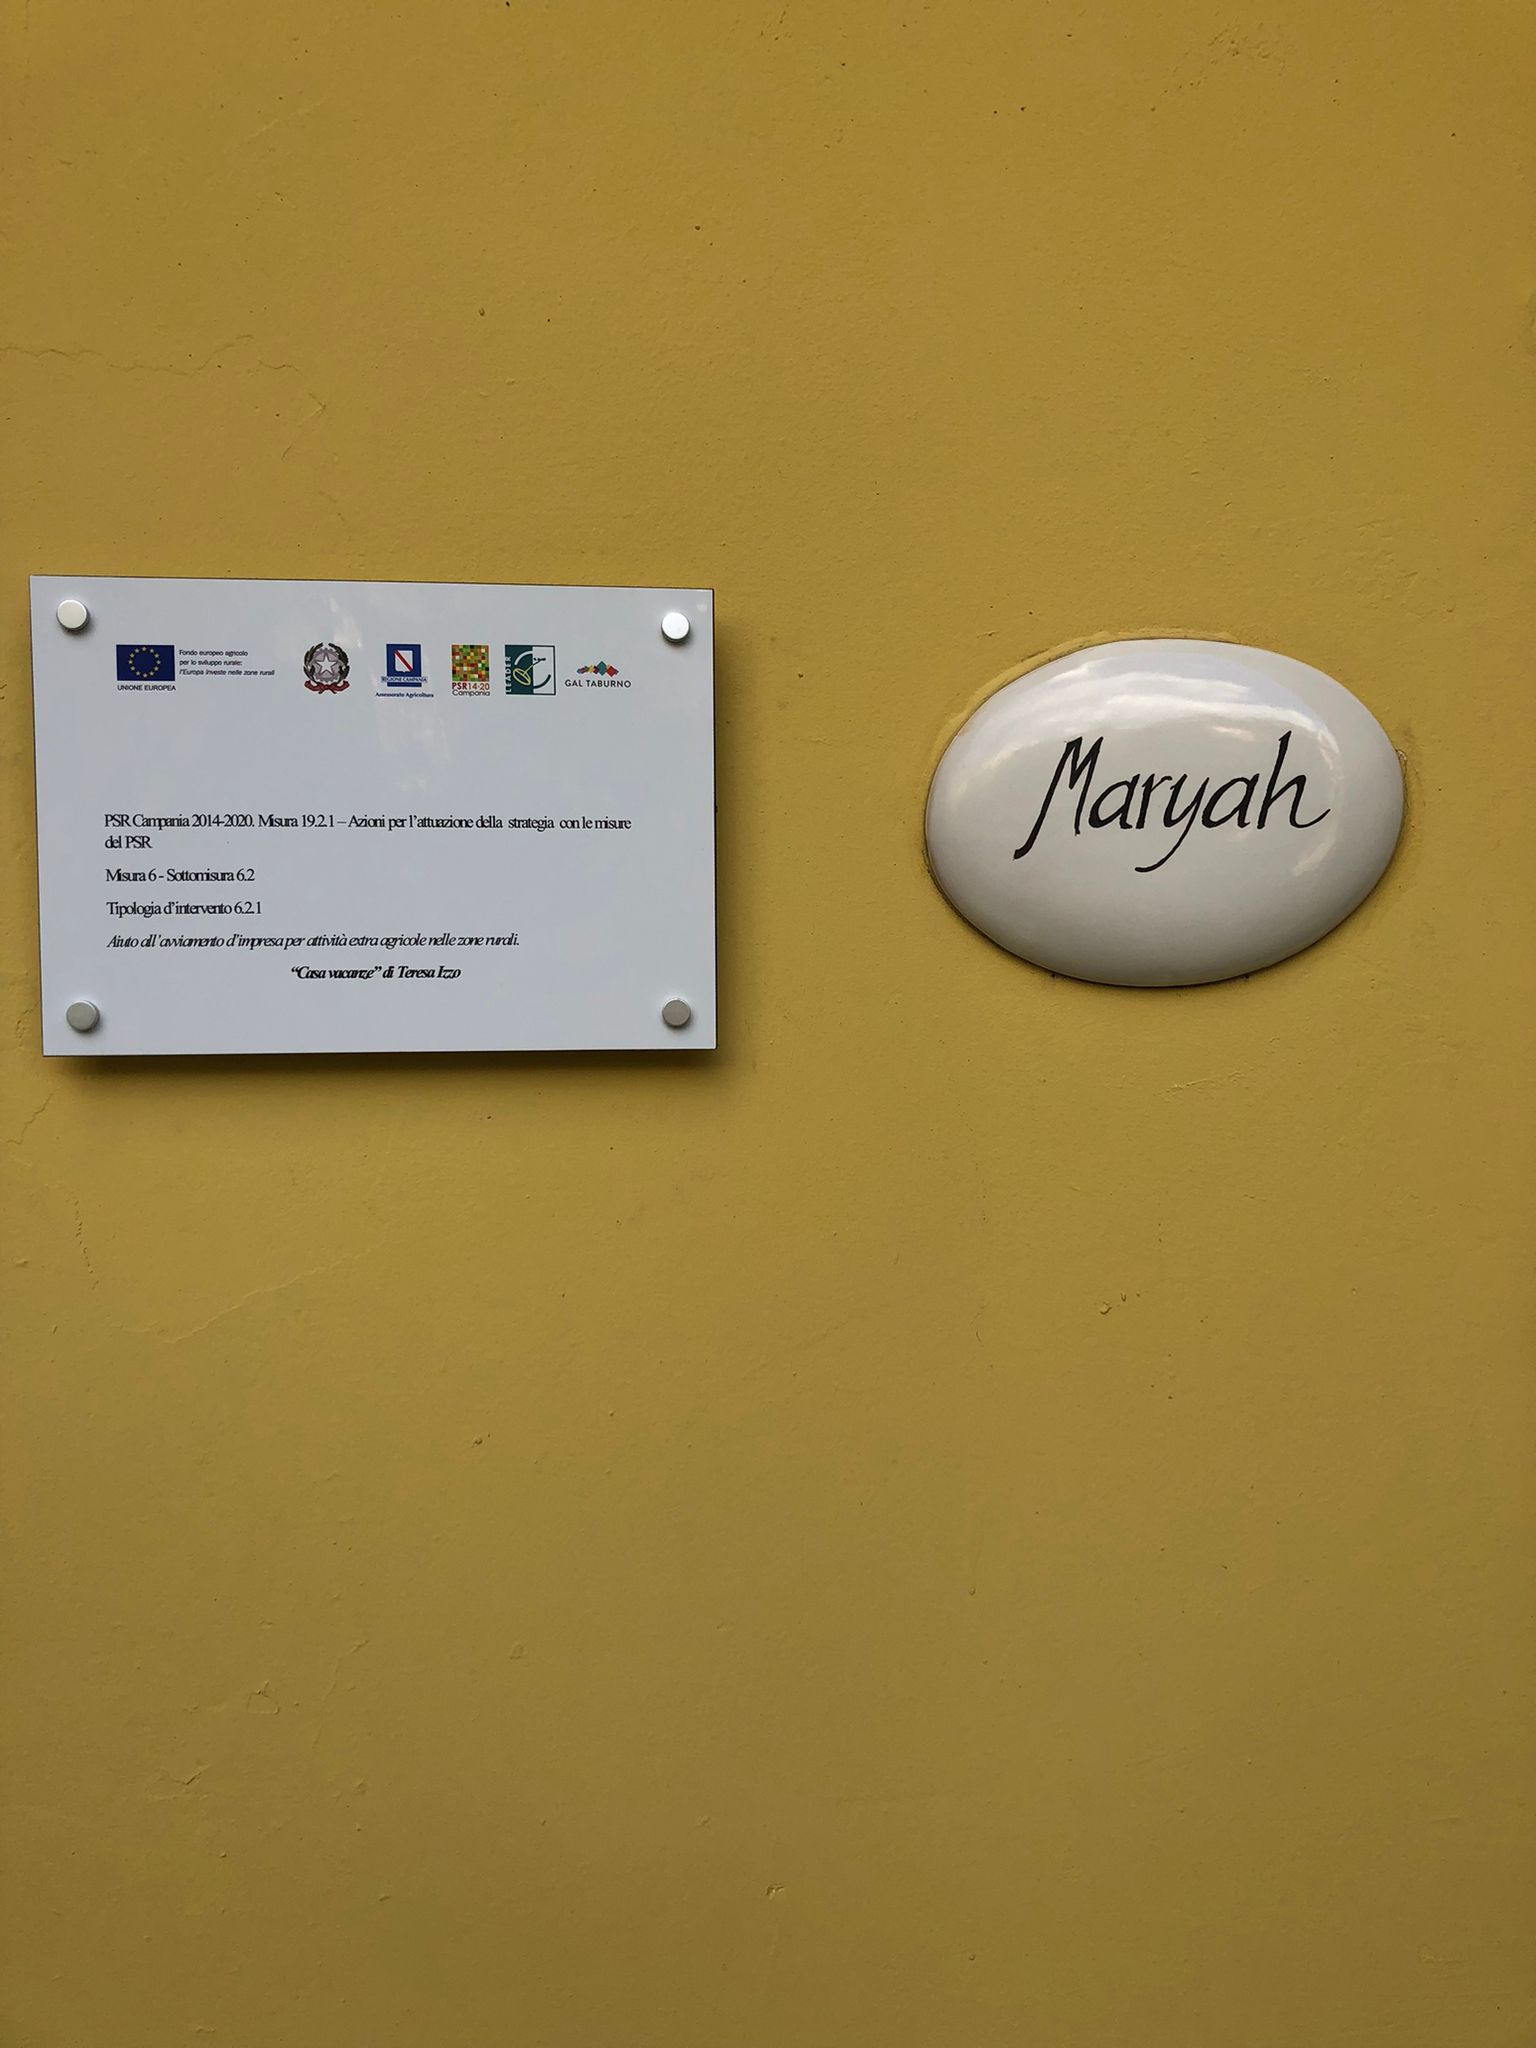 Fondo europeo agricolo
per lo sviluppo rurale:
l'Europa investe nelle zone rurali
UNIONE EUROPEA
REGIONE CAMPANIA
Assessorato Agricoltura
PSR14-20
Campania
LEADER
GAL TABURNO
PSR Campania 2014-2020. Misura 19.2.1 – Azioni per l'attuazione della strategia con le misure
del PSR
Misura 6 - Sottomisura 6.2
Tipologia d'intervento 6.2.1
Aiuto all'avviamento d'impresa per attività extra agricole nelle zone rurali.
“Casa vacanze” di Teresa Izzo
Maryah